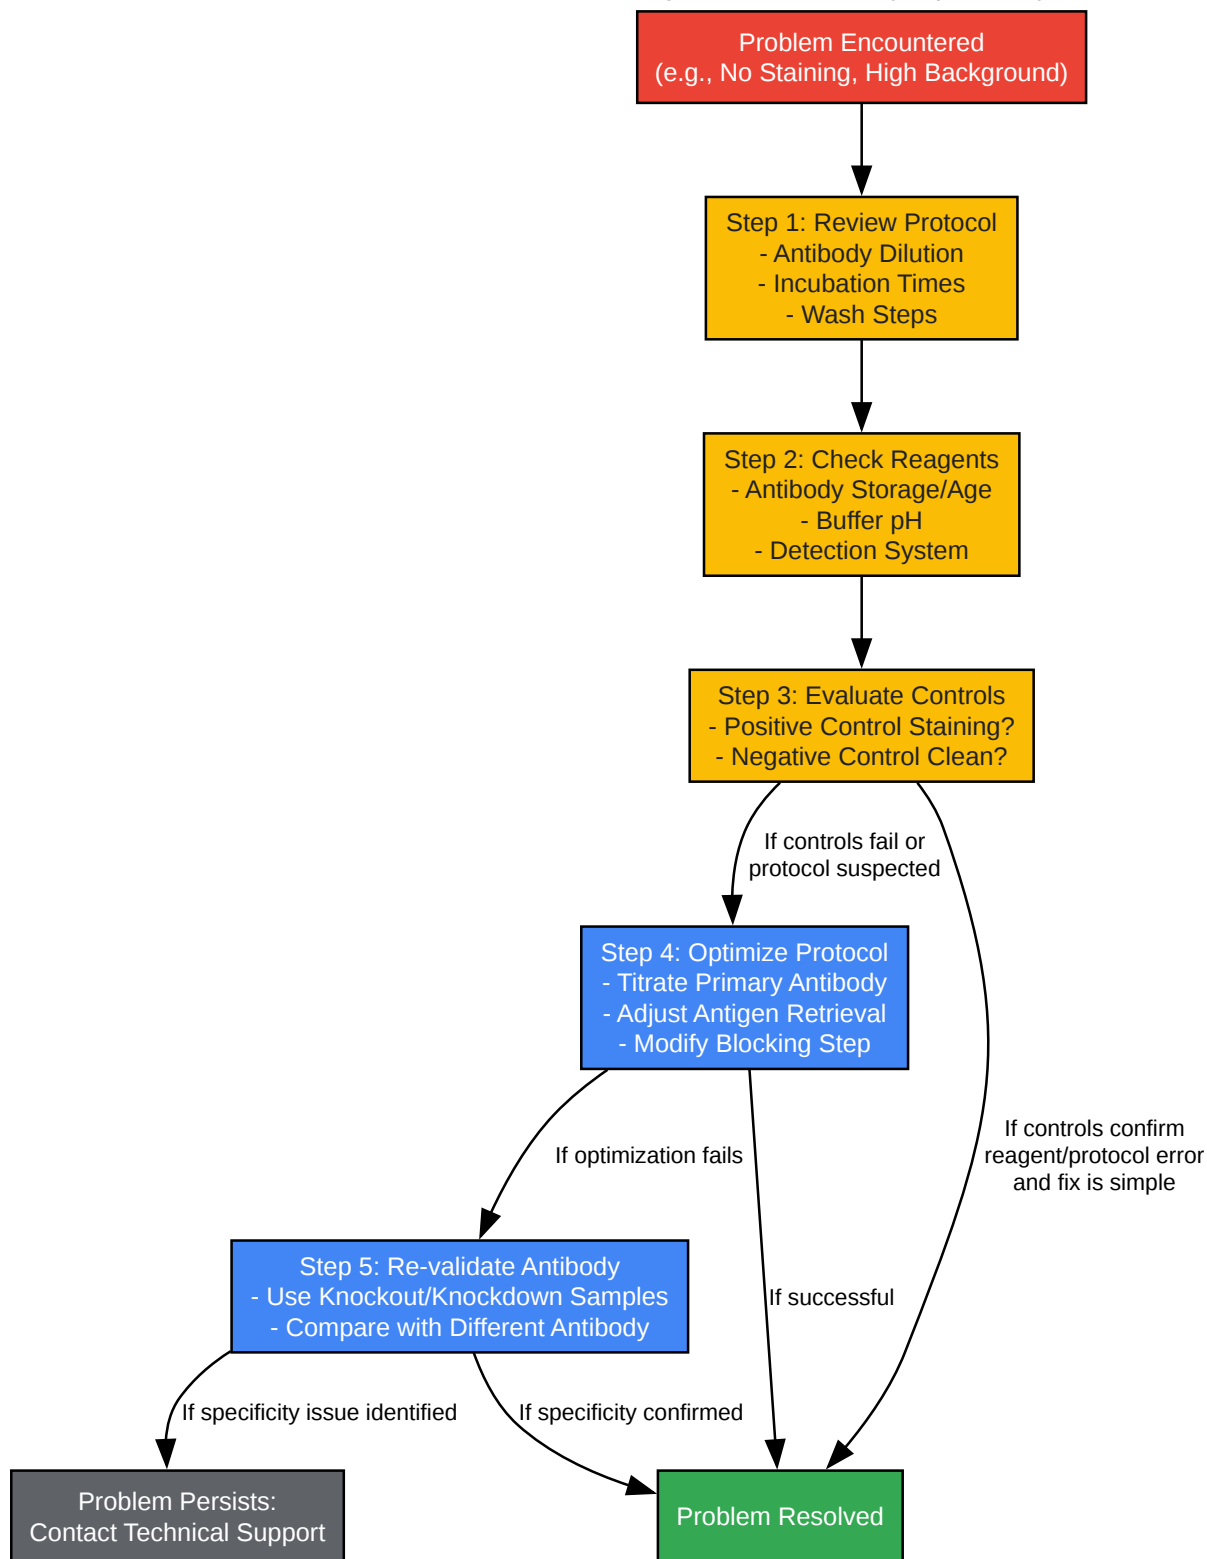 Problem Encountered
(e.g., No Staining, High Background)
Step 1: Review Protocol
- Antibody Dilution
- Incubation Times
- Wash Steps
Step 2: Check Reagents
- Antibody Storage/Age
- Buffer pH
- Detection System
Step 3: Evaluate Controls
- Positive Control Staining?
- Negative Control Clean?
If controls fail or
protocol suspected
Step 4: Optimize Protocol
- Titrate Primary Antibody
- Adjust Antigen Retrieval
- Modify Blocking Step
If controls confirm
reagent/protocol error
and fix is simple
If optimization fails
Step 5: Re-validate Antibody
- Use Knockout/Knockdown Samples
- Compare with Different Antibody
If successful
If specificity issue identified
If specificity confirmed
Problem Persists:
Contact Technical Support
Problem Resolved